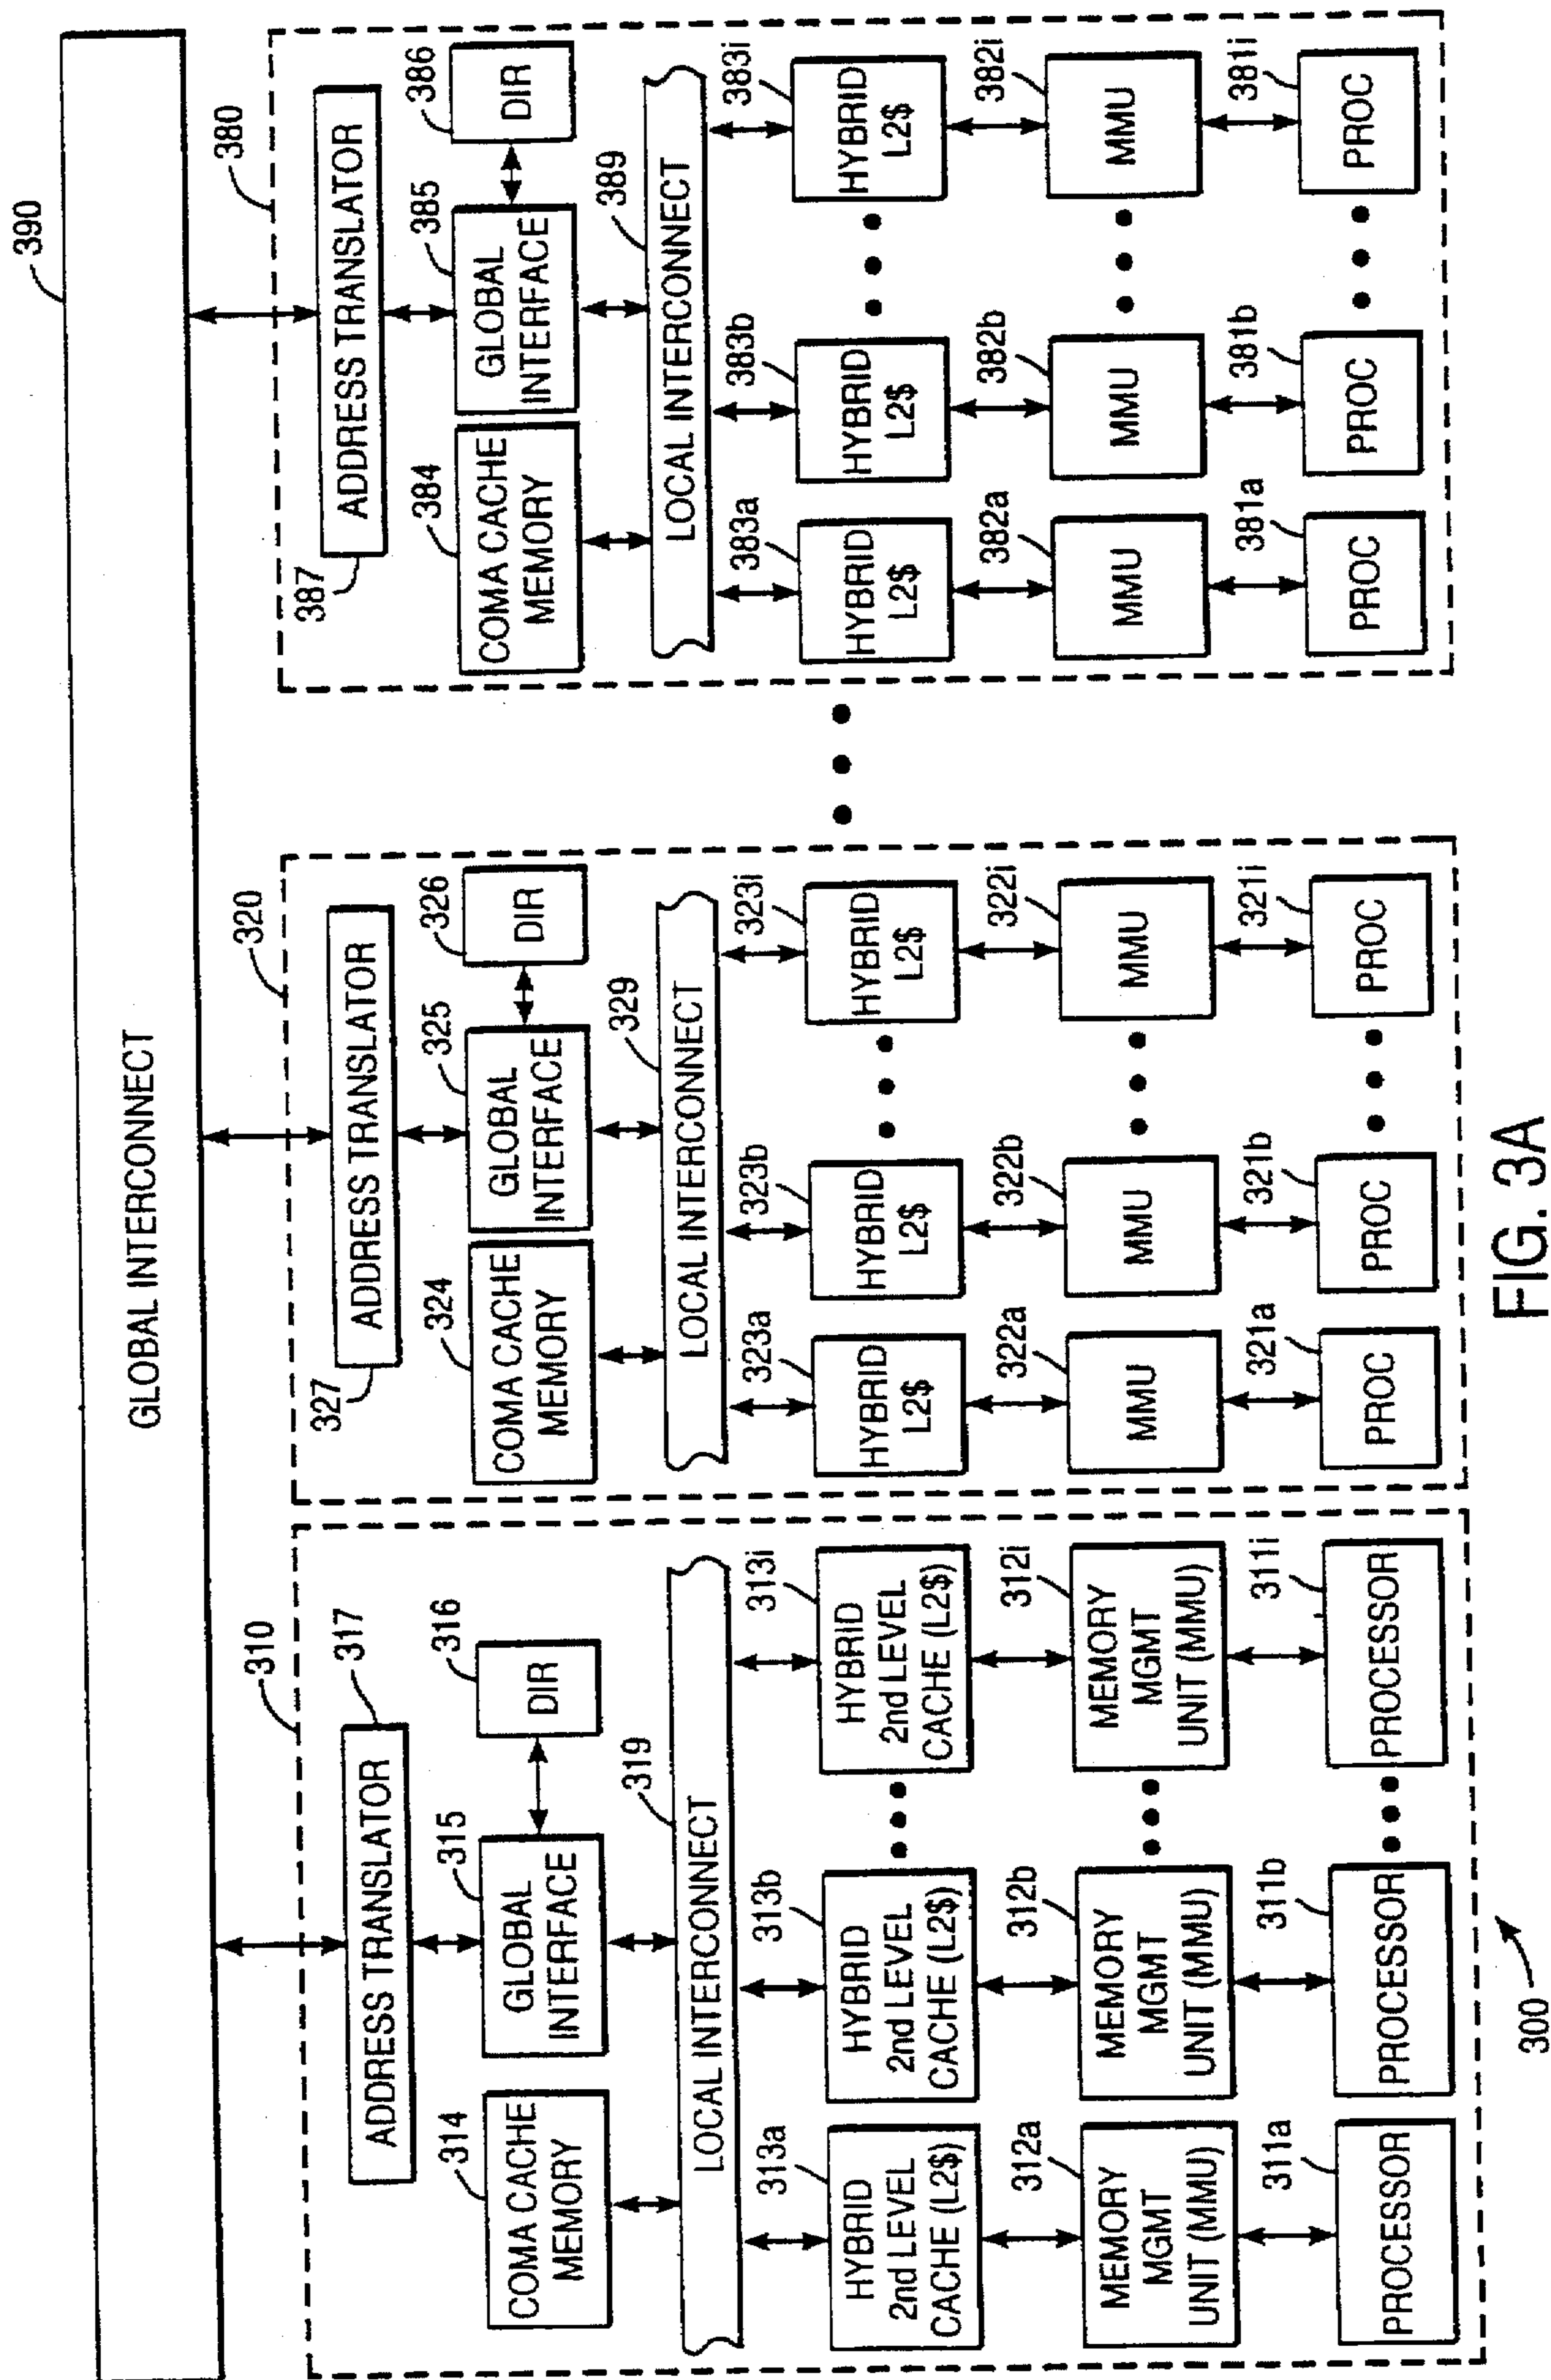 390
GLOBAL INTERCONNECT
310
317
ADDRESS TRANSLATOR
314
COMA CACHE
MEMORY
315
GLOBAL
INTERFACE
316
DIR
319
LOCAL INTERCONNECT
313a
HYBRID
2nd LEVEL
CACHE (L2$)
313b
HYBRID
2nd LEVEL
CACHE (L2$)
313i
HYBRID
2nd LEVEL
CACHE (L2$)
312a
MEMORY
MGMT
UNIT (MMU)
312b
MEMORY
MGMT
UNIT (MMU)
312i
MEMORY
MGMT
UNIT (MMU)
311a
PROCESSOR
311b
PROCESSOR
311i
PROCESSOR
320
327
ADDRESS TRANSLATOR
324
COMA CACHE
MEMORY
325
GLOBAL
INTERFACE
326
DIR
329
LOCAL INTERCONNECT
323a
HYBRID
L2$
323b
HYBRID
L2$
323i
HYBRID
L2$
322a
MMU
322b
MMU
322i
MMU
321a
PROC
321b
PROC
321i
PROC
380
387
ADDRESS TRANSLATOR
384
COMA CACHE
MEMORY
385
GLOBAL
INTERFACE
386
DIR
389
LOCAL INTERCONNECT
383a
HYBRID
L2$
383b
HYBRID
L2$
383i
HYBRID
L2$
382a
MMU
382b
MMU
382i
MMU
381a
PROC
381b
PROC
381i
PROC
300
FIG. 3A